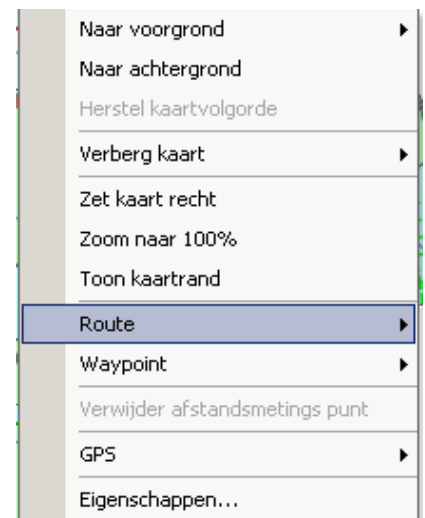 Naar voorgrond
Naar achtergrond
Herstel kaartvolgorde
Verberg kaart
Zet kaart recht
Zoom naar 100%
Toon kaartrand
Route
Waypoint
Verwijder afstandsmetings punt
GPS
Eigenschappen...